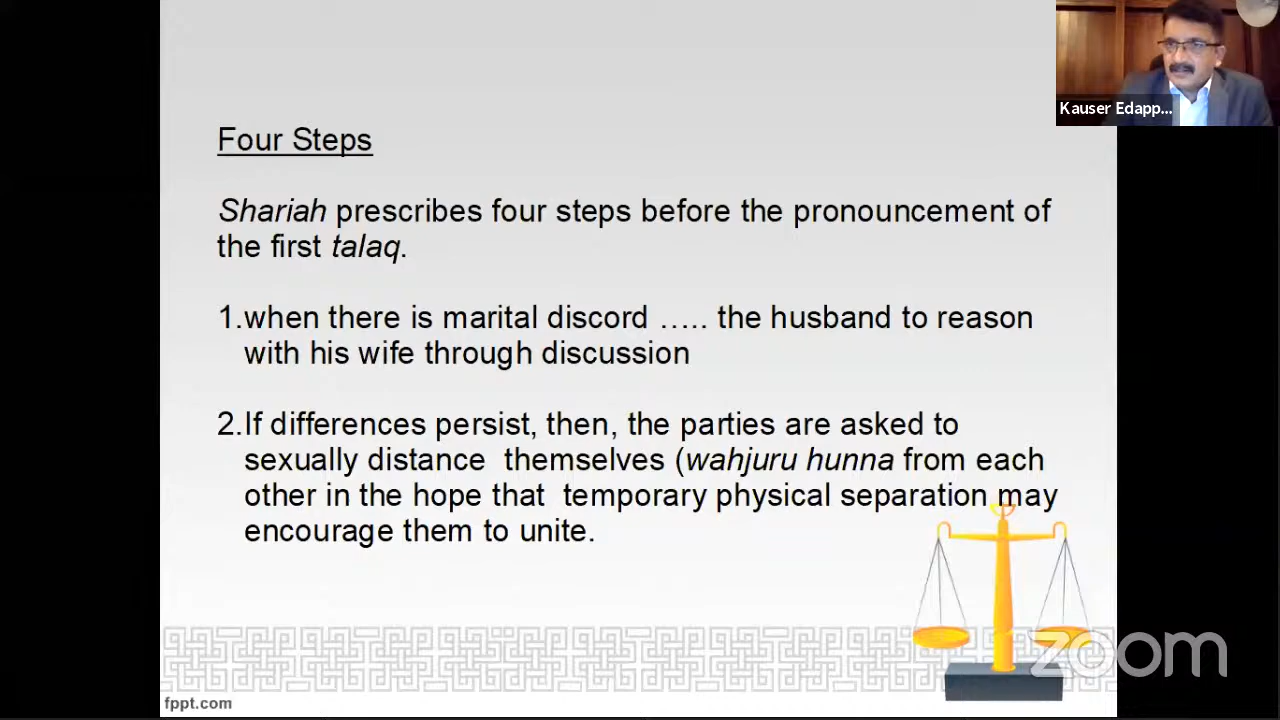 Kauser Edapp...
Four Steps
Shariah prescribes four steps before the pronouncement of
the first talaq.
1.when there is marital discord ..... the husband to reason
with his wife through discussion
2.If differences persist, then, the parties are asked to
sexually distance themselves (wahjuru hunna from each
other in the hope that temporary physical separation may
encourage them to unite.
zoom
fppt.com